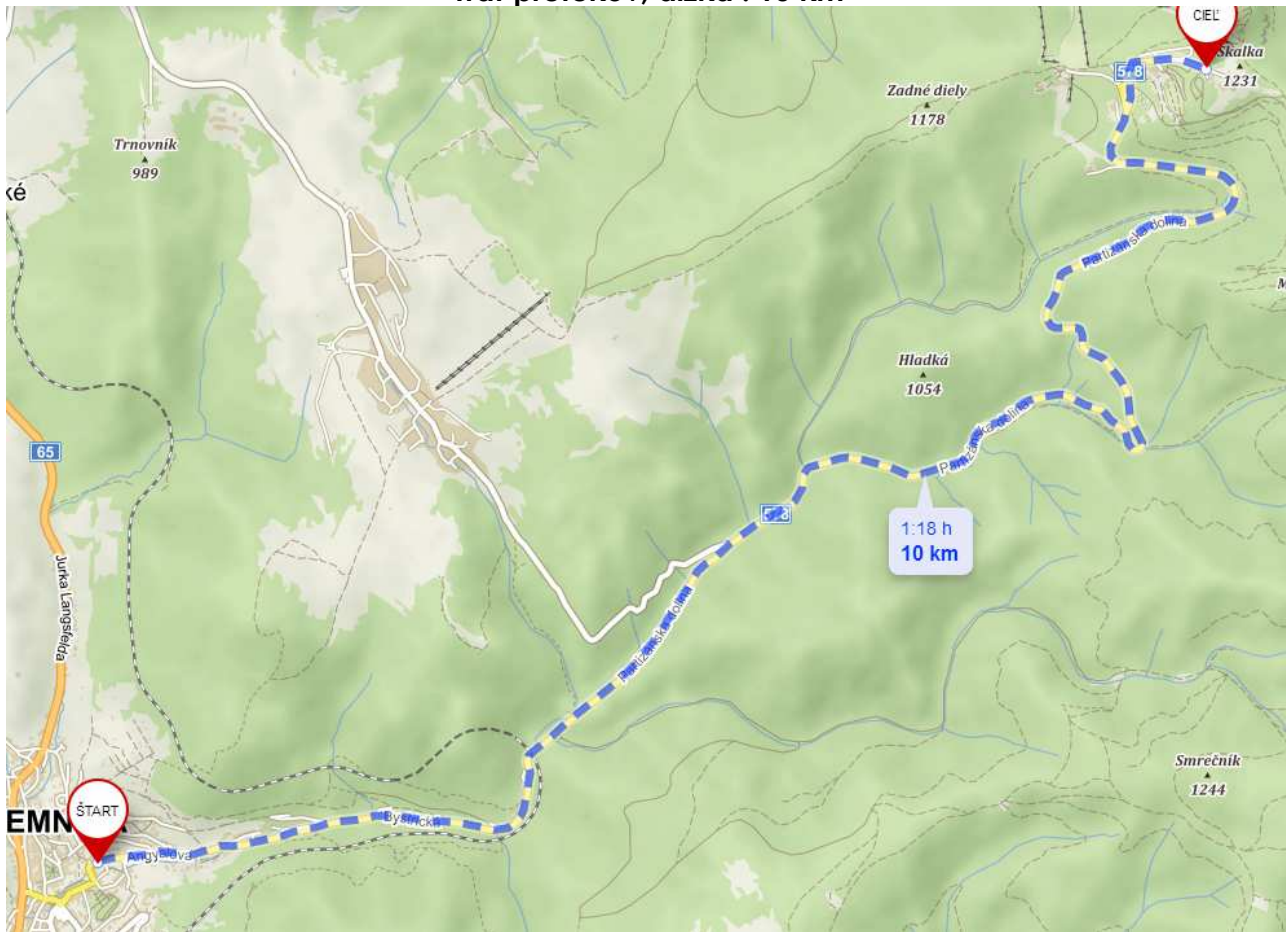 CIEĽ
Skalka
1231
Zadné diely
1178
Trnovník
989
ké
Partizánska dolina
Hladká
1054
Partizánska dolina
65
1:18 h
10 km
Jurka Langsfelda
Partizánska dolina
Smrečník
1244
ŠTART
Bystrická
Angyalova